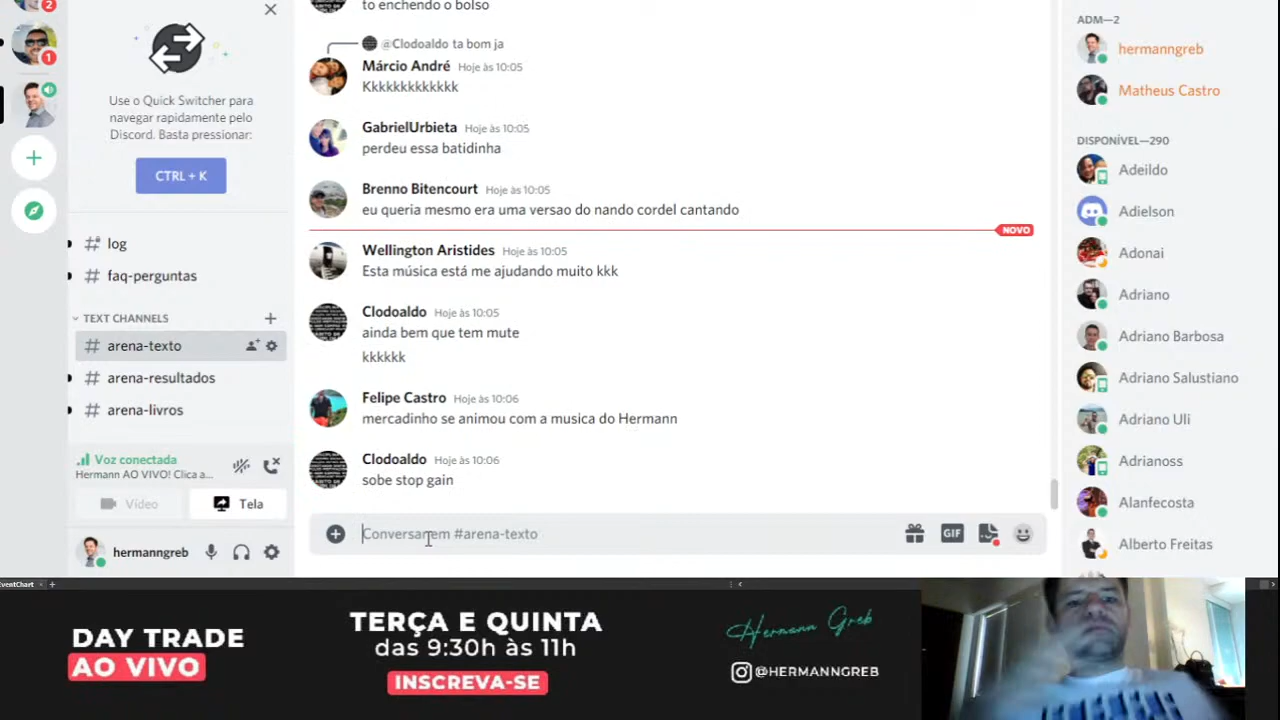 2
1
Use o Quick Switcher para
navegar rapidamente pelo
Discord. Basta pressionar:
CTRL + K
log
faq-perguntas
TEXT CHANNELS
arena-texto
arena-resultados
arena-livros
Voz conectada
Hermann AO VIVO! Clica a...
Vídeo
Tela
hermanngreb
to enchendo o bolso
@Clodoaldo ta bom ja
Márcio André Hoje às 10:05
Kkkkkkkkkkkkk
GabrielUrbieta Hoje às 10:05
perdeu essa batidinha
Brenno Bitencourt Hoje às 10:05
eu queria mesmo era uma versao do nando cordel cantando
NOVO
Wellington Aristides Hoje às 10:05
Esta música está me ajudando muito kkk
Clodoaldo Hoje às 10:05
ainda bem que tem mute
kkkkkk
Felipe Castro Hoje às 10:06
mercadinho se animou com a musica do Hermann
Clodoaldo Hoje às 10:06
sobe stop gain
Conversar em #arena-texto
GIF
ADM—2
hermanngreb
Matheus Castro
DISPONÍVEL—290
Adeildo
Adielson
Adonai
Adriano
Adriano Barbosa
Adriano Salustiano
Adriano Uli
Adrianoss
Alanfecosta
Alberto Freitas
EventChart
DAY TRADE
AO VIVO
TERÇA E QUINTA
das 9:30h às 11h
INSCREVA-SE
Hermann Greb
@HERMANNGREB